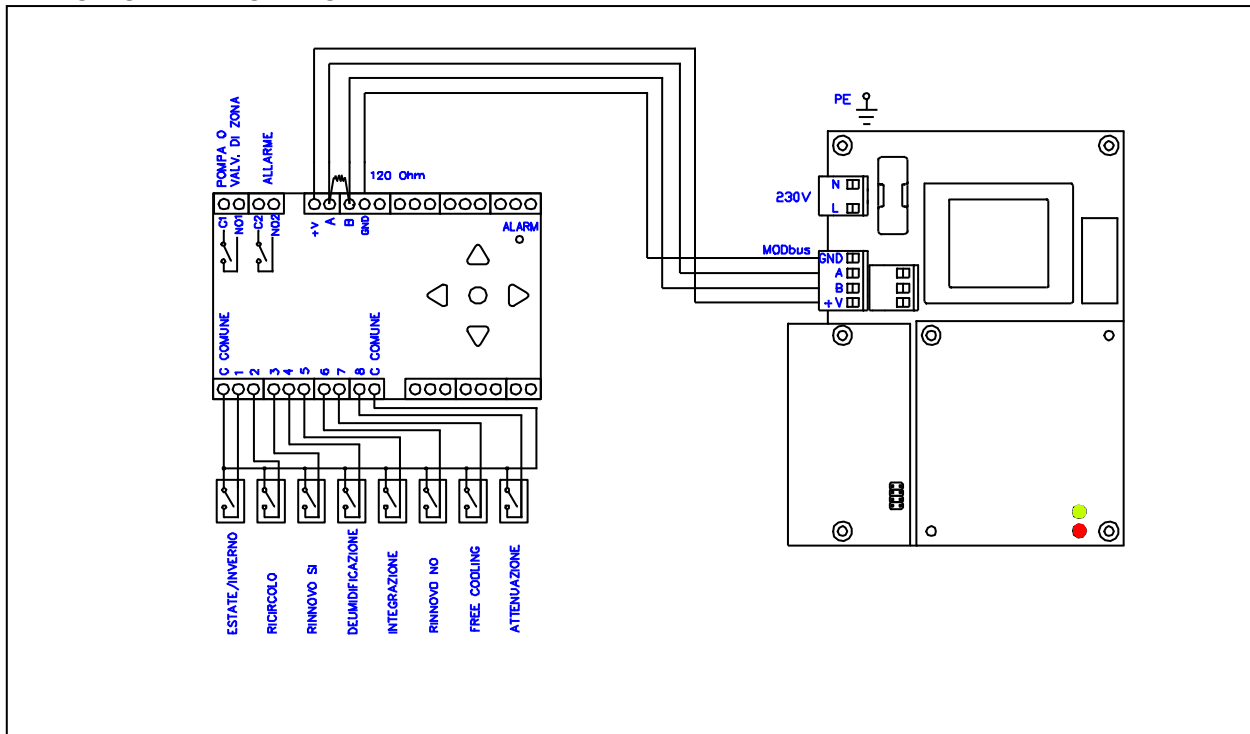 POMPA O
VALV. DI ZONA
ALLARME
C1
NO1
C2
NO2
+V
A
B
GND
120 Ohm
ALARM
C COMUNE
1
2
3
4
5
6
7
8
C COMUNE
ESTATE/INVERNO
RICIRCOLO
RINNOVO SI
DEUMIDIFICAZIONE
INTEGRAZIONE
RINNOVO NO
FREE COOLING
ATTENUAZIONE
PE
230V
N
L
MODbus
GND
A
B
+V